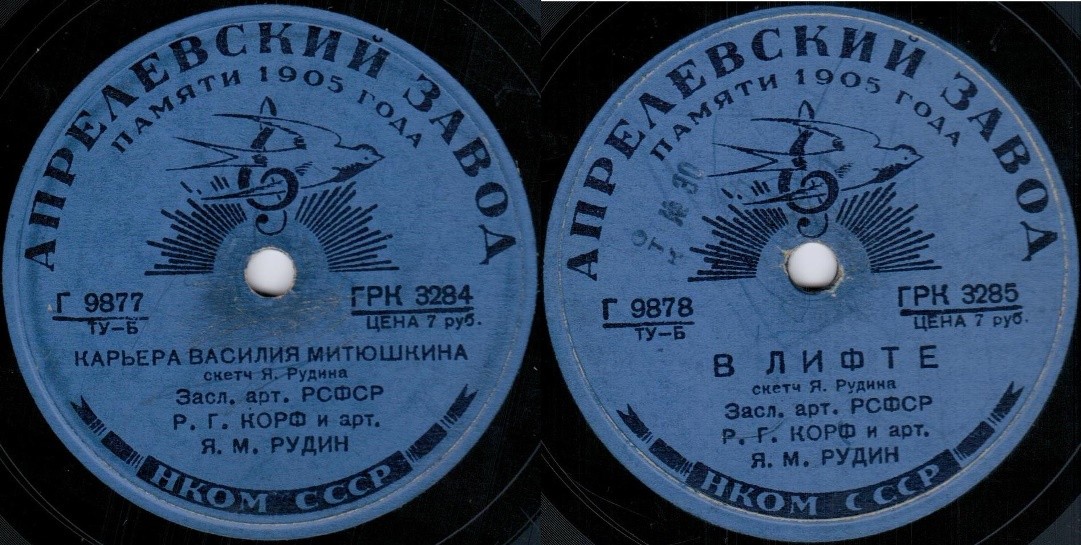 АПРЕЛЕВСКИЙ ЗАВОД
ПАМЯТИ 1905 ГОДА
Г 9877
ТУ-Б
ГРК 3284
ЦЕНА 7 руб.
КАРЬЕРА ВАСИЛИЯ МИТЮШКИНА
скетч Я. Рудина
Засл. арт. РСФСР
Р. Г. КОРФ и арт.
Я. М. РУДИН
НКОМ СССР
АПРЕЛЕВСКИЙ ЗАВОД
ПАМЯТИ 1905 ГОДА
№ 30
Г 9878
ТУ-Б
ГРК 3285
ЦЕНА 7 руб.
В ЛИФТЕ
скетч Я. Рудина
Засл. арт. РСФСР
Р. Г. КОРФ и арт.
Я. М. РУДИН
НКОМ СССР